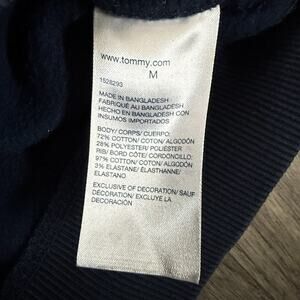 www.tommy.com
M
1528293
MADE IN BANGLADESH
FABRIQUÉ AU BANGLADESH
HECHO EN BANGLADESH CON
INSUMOS IMPORTADOS
BODY/ CORPS/ CUERPO:
72% COTTON/ COTON/ ALGODÓN
28% POLYESTER/ POLIÉSTER
RIB/ BORD CÔTE/ CORDONCILLO:
97% COTTON/ COTON/ ALGODÓN
3% ELASTANE/ ÉLASTHANNE/
ELASTANO
EXCLUSIVE OF DECORATION/ SAUF
DÉCORATION/ EXCLUYE LA
DECORACIÓN